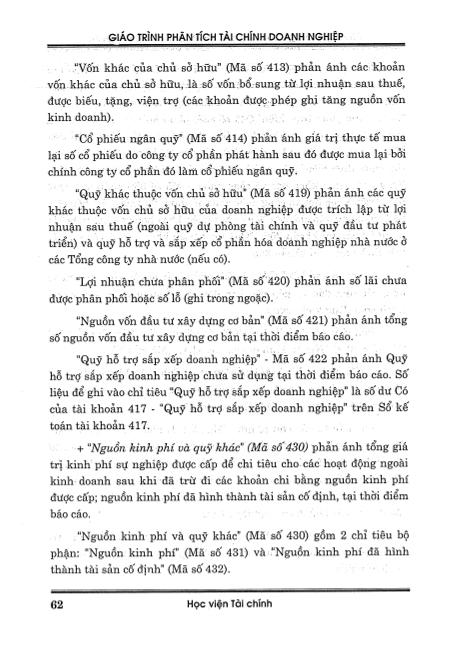 GIÁO TRÌNH PHÂN TÍCH TÀI CHÍNH DOANH NGHIỆP
"Vốn khác của chủ sở hữu" (Mã số 413) phản ánh các khoản
vốn khác của chủ sở hữu, là số vốn bổ sung từ lợi nhuận sau thuế,
được biếu, tặng, viện trợ (các khoản được phép ghi tăng nguồn vốn
kinh doanh).
"Cổ phiếu ngân quỹ" (Mã số 414) phản ánh giá trị thực tế mua
lại số cổ phiếu do công ty cổ phần phát hành sau đó được mua lại bởi
chính công ty cổ phần đó làm cổ phiếu ngân quỹ.
"Quỹ khác thuộc vốn chủ sở hữu" (Mã số 419) phản ánh các quỹ
khác thuộc vốn chủ sở hữu của doanh nghiệp được trích lập từ lợi
nhuận sau thuế (ngoài quỹ dự phòng tài chính và quỹ đầu tư phát
triển) và quỹ hỗ trợ và sắp xếp cổ phần hóa doanh nghiệp nhà nước ở
các Tổng công ty nhà nước (nếu có).
"Lợi nhuận chưa phân phối" (Mã số 420) phản ánh số lãi chưa
được phân phối hoặc số lỗ (ghi trong ngoặc).
"Nguồn vốn đầu tư xây dựng cơ bản" (Mã số 421) phản ánh tổng
số nguồn vốn đầu tư xây dựng cơ bản tại thời điểm báo cáo.
"Quỹ hỗ trợ sắp xếp doanh nghiệp" - Mã số 422 phản ánh Quỹ
hỗ trợ sắp xếp doanh nghiệp chưa sử dụng tại thời điểm báo cáo. Số
liệu để ghi vào chỉ tiêu "Quỹ hỗ trợ sắp xếp doanh nghiệp" là số dư Có
của tài khoản 417 - "Quỹ hỗ trợ sắp xếp doanh nghiệp" trên Sổ kế
toán tài khoản 417.
+ "Nguồn kinh phí và quỹ khác" (Mã số 430) phản ánh tổng giá
trị kinh phí sự nghiệp được cấp để chi tiêu cho các hoạt động ngoài
kinh doanh sau khi đã trừ đi các khoản chi bằng nguồn kinh phí
được cấp; nguồn kinh phí đã hình thành tài sản cố định, tại thời điểm
báo cáo.
"Nguồn kinh phí và quỹ khác" (Mã số 430) gồm 2 chỉ tiêu bộ
phận: "Nguồn kinh phí" (Mã số 431) và "Nguồn kinh phí đã hình
thành tài sản cố định" (Mã số 432).
62
Học viện Tài chính